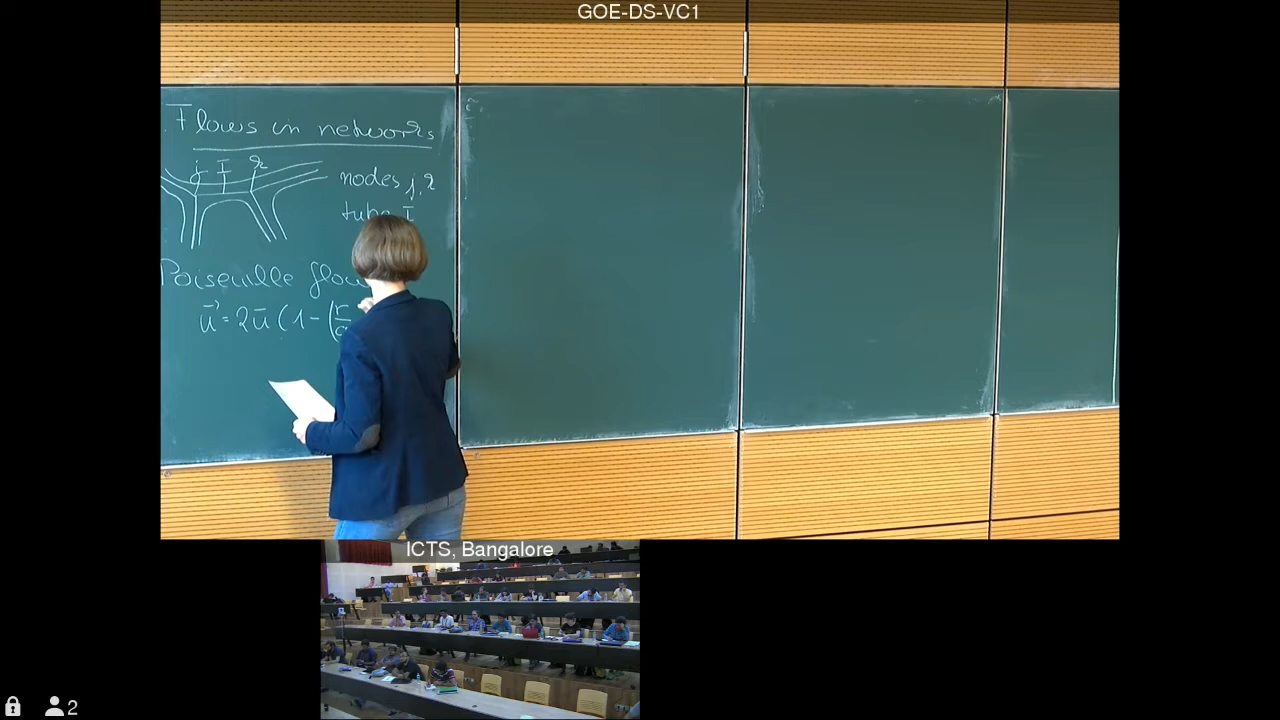 GOE-DS-VC1
Flows in networks
j I k
nodes j, k
tube I
Poiseuille flow
u⃗ = 2ū (1 - (r
ICTS, Bangalore
2